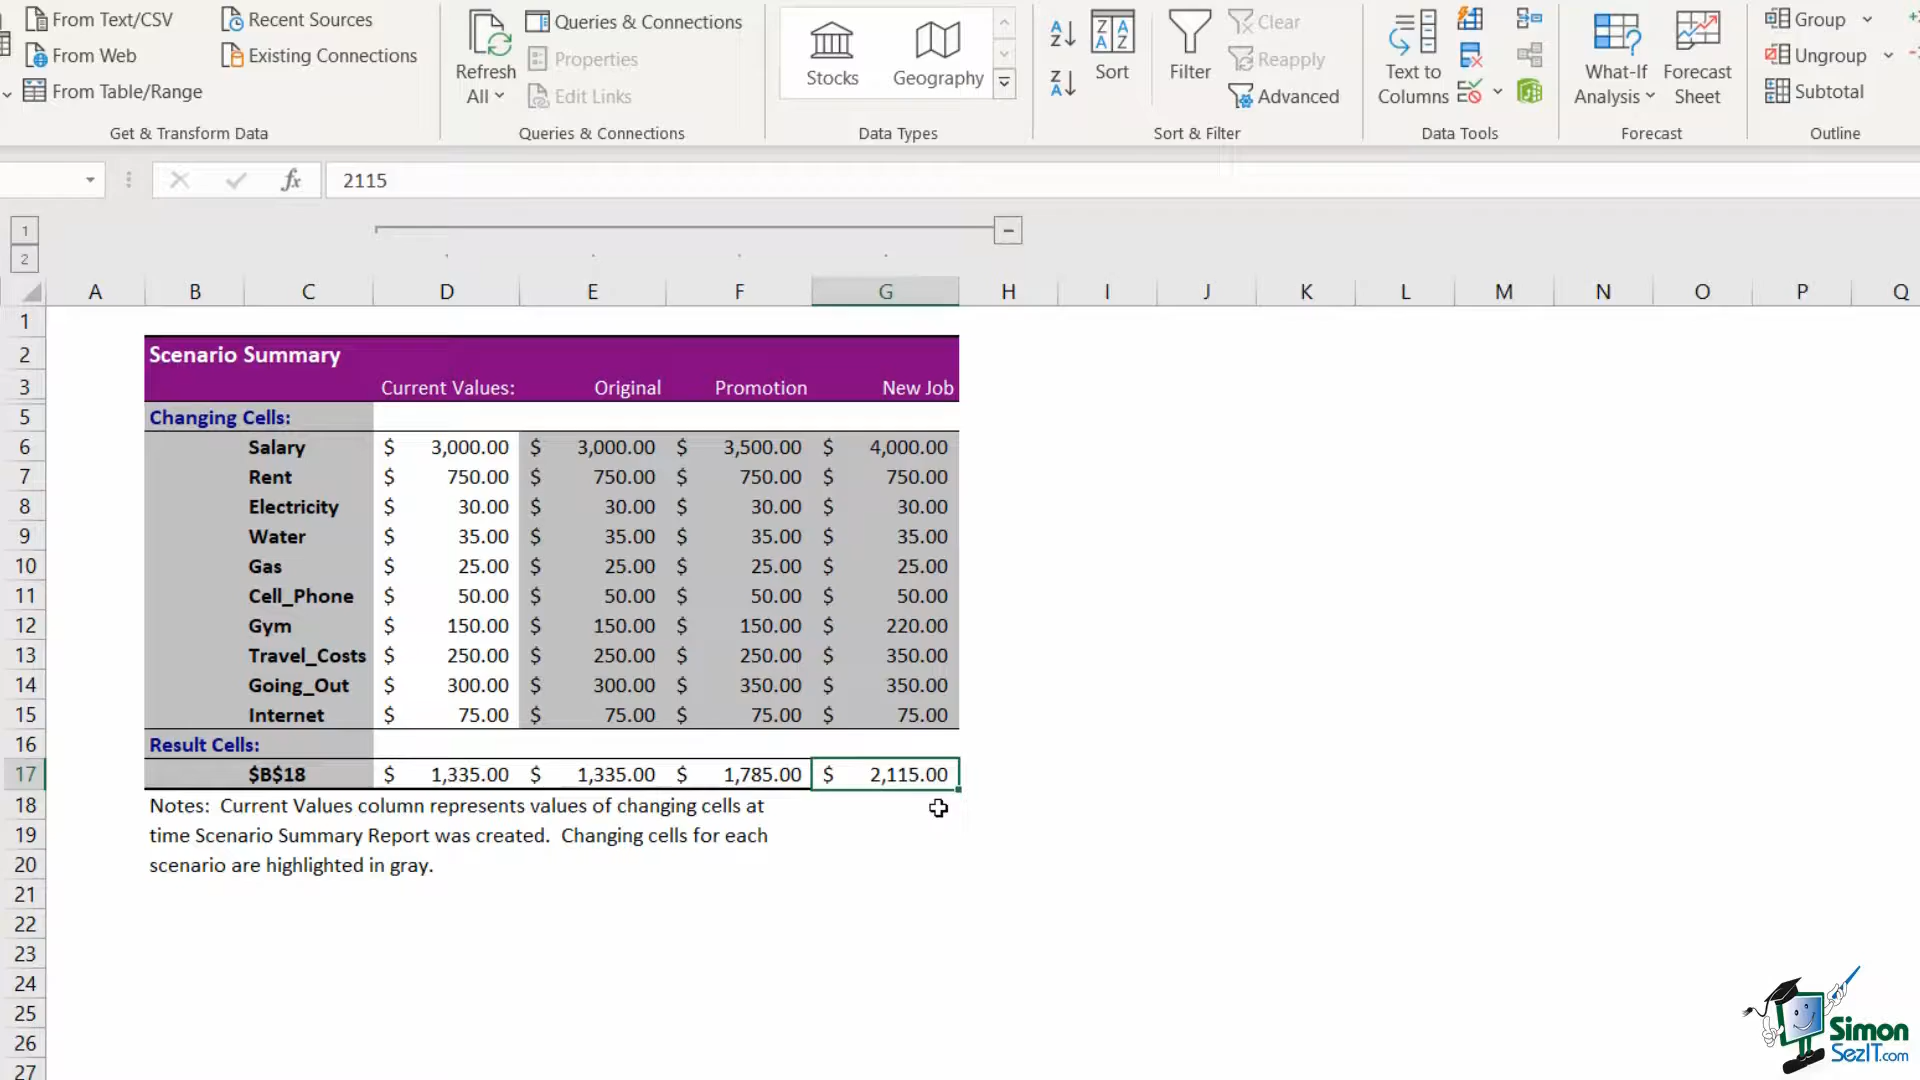 From Text/CSV
From Web
From Table/Range
Recent Sources
Existing Connections
Get & Transform Data
Refresh
All
Queries & Connections
Properties
Edit Links
Queries & Connections
Stocks
Geography
Data Types
Sort
Filter
Clear
Reapply
Advanced
Sort & Filter
Text to
Columns
Data Tools
What-If
Analysis
Forecast
Sheet
Forecast
Group
Ungroup
Subtotal
Outline
fx 2115
1
2
A B C D E F G H I J K L M N O P Q
1
2 Scenario Summary
3 Current Values: Original Promotion New Job
5 Changing Cells:
6 Salary $ 3,000.00 $ 3,000.00 $ 3,500.00 $ 4,000.00
7 Rent $ 750.00 $ 750.00 $ 750.00 $ 750.00
8 Electricity $ 30.00 $ 30.00 $ 30.00 $ 30.00
9 Water $ 35.00 $ 35.00 $ 35.00 $ 35.00
10 Gas $ 25.00 $ 25.00 $ 25.00 $ 25.00
11 Cell_Phone $ 50.00 $ 50.00 $ 50.00 $ 50.00
12 Gym $ 150.00 $ 150.00 $ 150.00 $ 220.00
13 Travel_Costs $ 250.00 $ 250.00 $ 250.00 $ 350.00
14 Going_Out $ 300.00 $ 300.00 $ 350.00 $ 350.00
15 Internet $ 75.00 $ 75.00 $ 75.00 $ 75.00
16 Result Cells:
17 $B$18 $ 1,335.00 $ 1,335.00 $ 1,785.00 $ 2,115.00
18 Notes: Current Values column represents values of changing cells at
19 time Scenario Summary Report was created. Changing cells for each
20 scenario are highlighted in gray.
21
22
23
24
25
26
27
Simon
SezIT.com